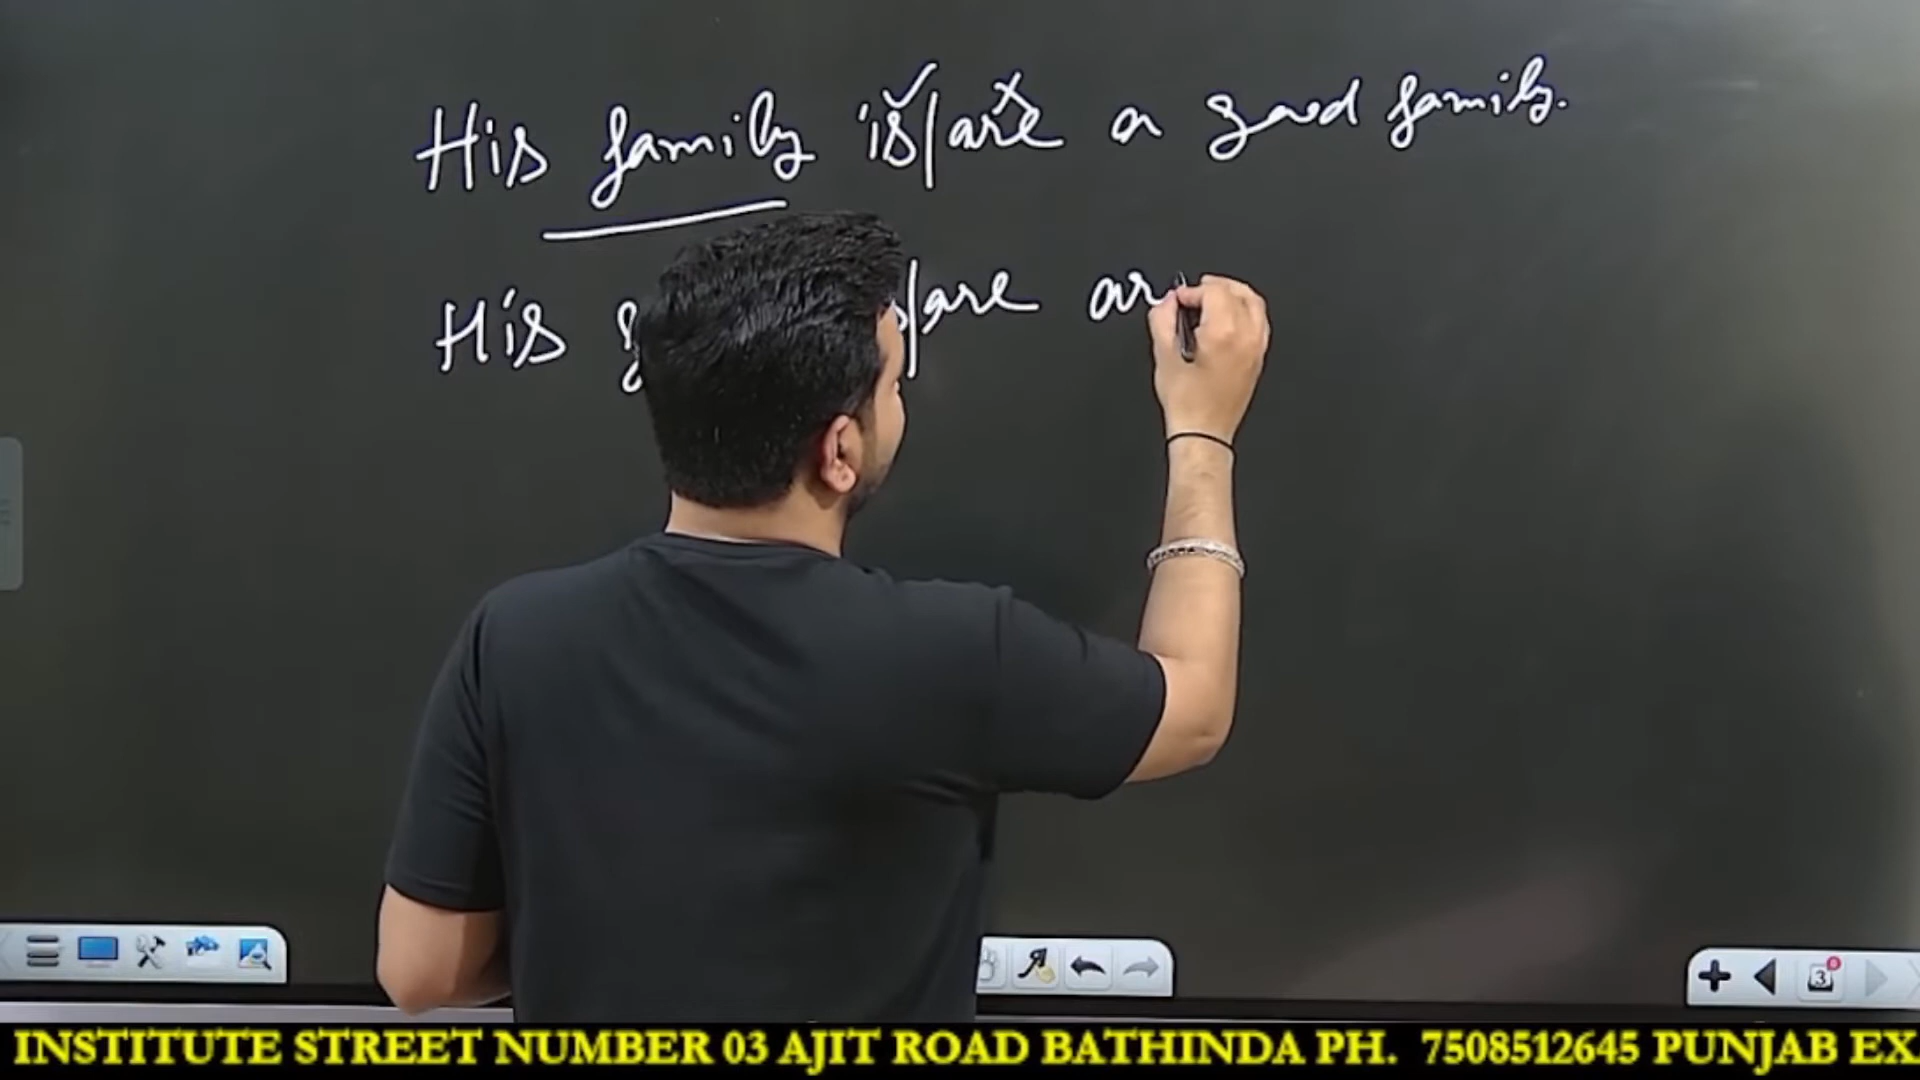 His family is/are a good family.
His /are ar
3
INSTITUTE STREET NUMBER 03 AJIT ROAD BATHINDA PH. 7508512645 PUNJAB EX